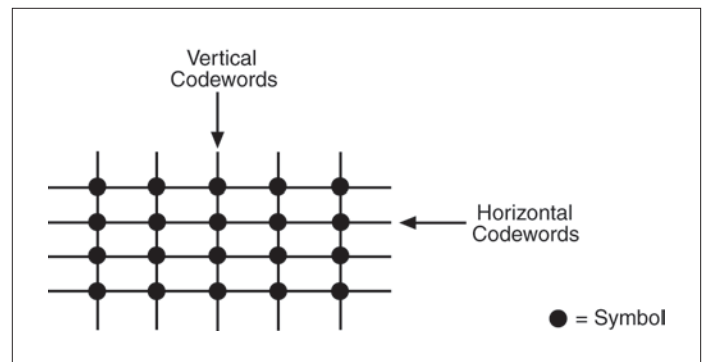 Vertical
Codewords
Horizontal
Codewords
= Symbol